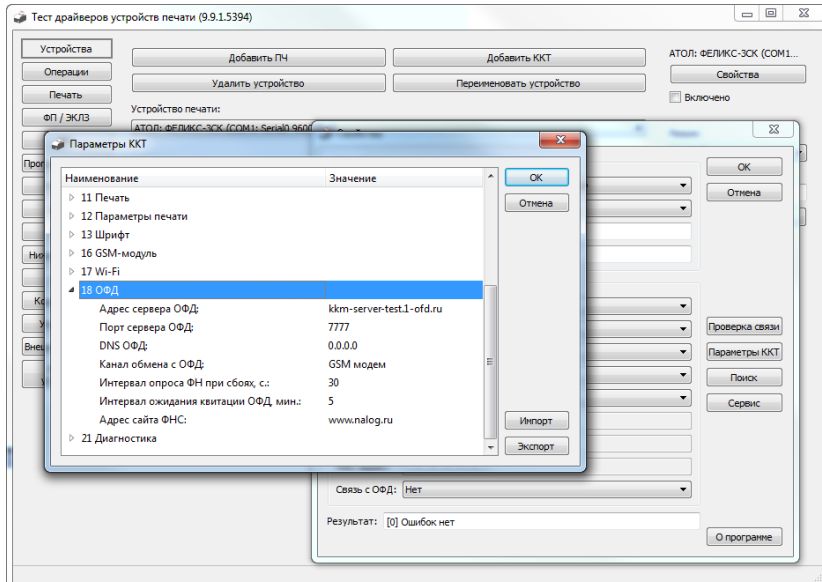 Тест драйверов устройств печати (9.9.1.5394)
Устройства
Операции
Печать
ФП / ЭКЛЗ
Добавить ПЧ
Добавить ККТ
Удалить устройство
Переименовать устройство
АТОЛ: ФЕЛИКС-3СК (COM1...
Свойства
Включено
Устройство печати:
АТОЛ: ФЕЛИКС-3СК (COM1: Serial0 9600
Параметры ККТ
Наименование
Значение
11 Печать
12 Параметры печати
13 Шрифт
16 GSM-модуль
17 Wi-Fi
18 ОФД
Адрес сервера ОФД: kkm-server-test.1-ofd.ru
Порт сервера ОФД: 7777
DNS ОФД: 0.0.0.0
Канал обмена с ОФД: GSM модем
Интервал опроса ФН при сбоях, с.: 30
Интервал ожидания квитации ОФД, мин.: 5
Адрес сайта ФНС: www.nalog.ru
21 Диагностика
ОК
Отмена
Импорт
Экспорт
ОК
Отмена
Проверка связи
Параметры ККТ
Поиск
Сервис
Связь с ОФД: Нет
Результат: [0] Ошибок нет
О программе